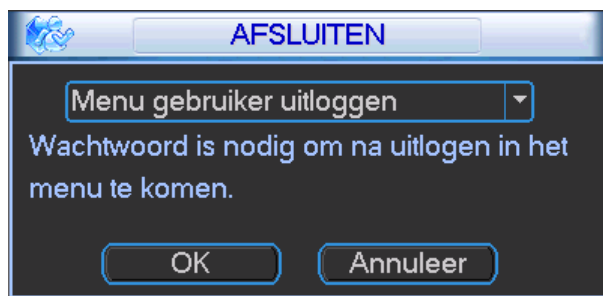 AFSLUITEN
Menu gebruiker uitloggen
Wachtwoord is nodig om na uitlogen in het
menu te komen.
OK Annuleer